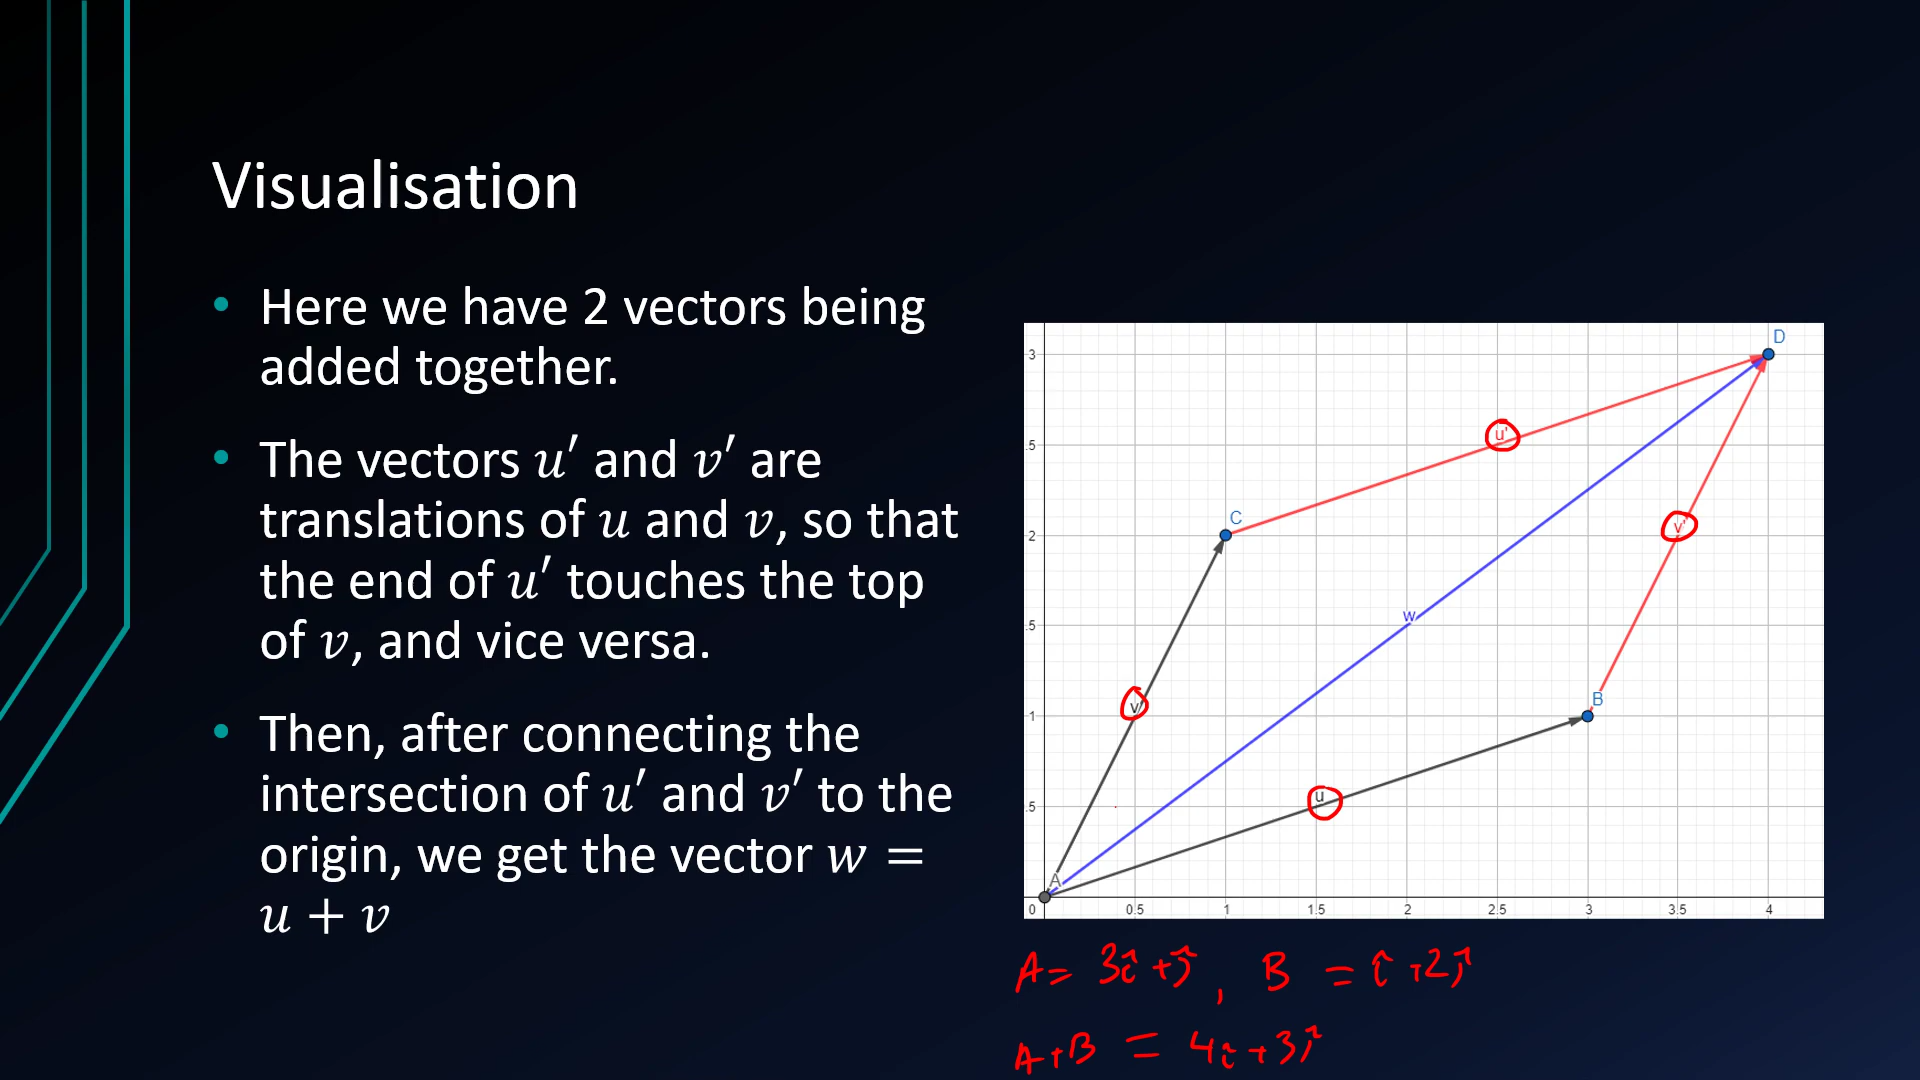 Visualisation
• Here we have 2 vectors being
added together.
• The vectors u′ and v′ are
translations of u and v, so that
the end of u′ touches the top
of v, and vice versa.
• Then, after connecting the
intersection of u′ and v′ to the
origin, we get the vector w =
u + v
D
3
u'
.5
C
2
v'
w
.5
B
v
1
u
.5
A
0 0.5 1 1.5 2 2.5 3 3.5 4
A = 3î + ĵ , B = î + 2ĵ
A+B = 4î + 3ĵ